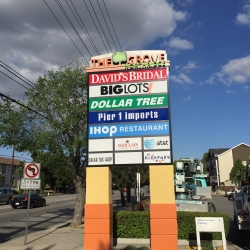 THE GROVE
DAVID'S BRIDAL
BIG LOTS!
DOLLAR TREE
Pier 1 imports
IHOP RESTAURANT
at&t